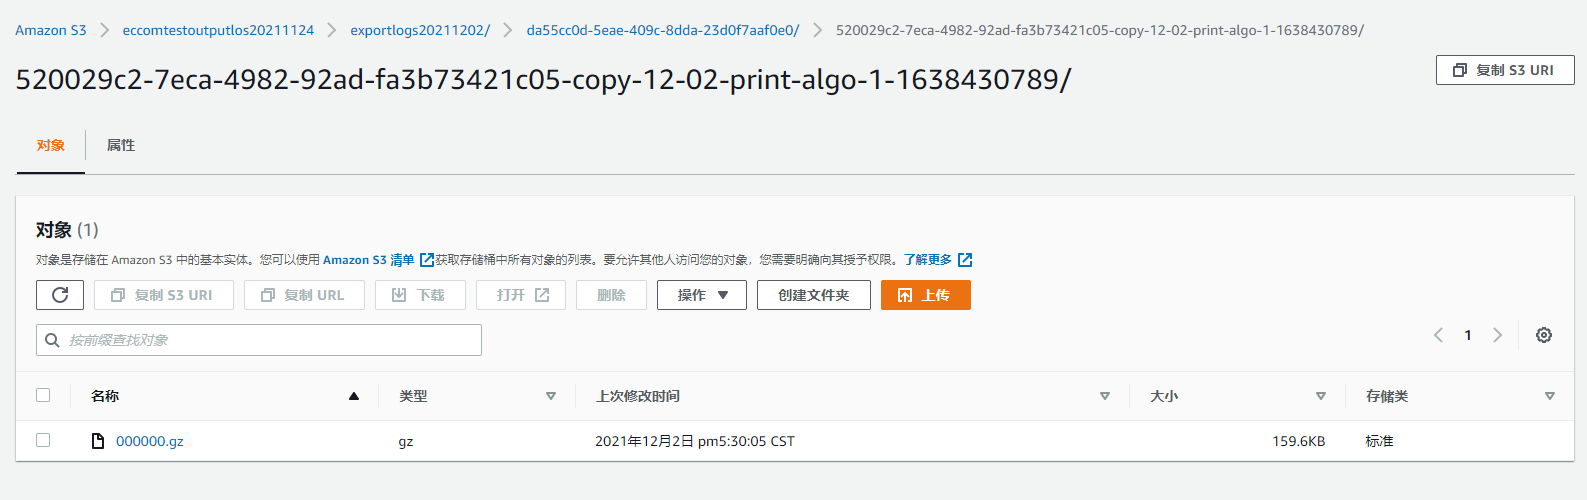 Amazon S3 > eccomtestoutputlos20211124 > exportlogs20211202/ > da55cc0d-5eae-409c-8dda-23d0f7aaf0e0/ > 520029c2-7eca-4982-92ad-fa3b73421c05-copy-12-02-print-algo-1-1638430789/
520029c2-7eca-4982-92ad-fa3b73421c05-copy-12-02-print-algo-1-1638430789/ 复制 S3 URI
对象 属性
对象 (1)
对象是存储在 Amazon S3 中的基本实体。您可以使用 Amazon S3 清单 获取存储桶中所有对象的列表。要允许其他人访问您的对象，您需要明确向其授予权限。了解更多
复制 S3 URI 复制 URL 下载 打开 删除 操作 创建文件夹 上传
按前缀查找对象 1
名称 类型 上次修改时间 大小 存储类
000000.gz gz 2021年12月2日 pm5:30:05 CST 159.6KB 标准